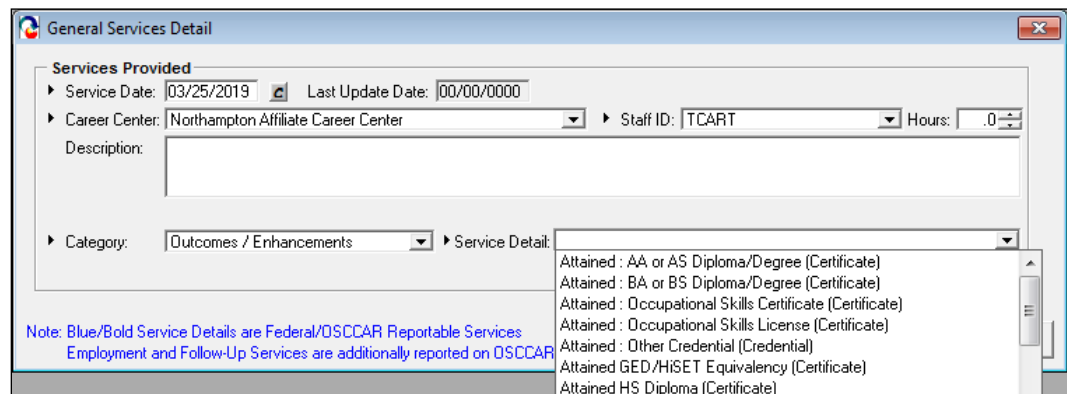 General Services Detail
Services Provided
Service Date: 03/25/2019 C Last Update Date: 00/00/0000
Career Center: Northampton Affiliate Career Center Staff ID: TCART Hours: .0
Description:
Category: Outcomes / Enhancements Service Detail:
Attained : AA or AS Diploma/Degree (Certificate)
Attained : BA or BS Diploma/Degree (Certificate)
Attained : Occupational Skills Certificate (Certificate)
Attained : Occupational Skills License (Certificate)
Attained : Other Credential (Credential)
Attained GED/HiSET Equivalency (Certificate)
Attained HS Diploma (Certificate)
Note: Blue/Bold Service Details are Federal/OSCCAR Reportable Services
Employment and Follow-Up Services are additionally reported on OSCCAR